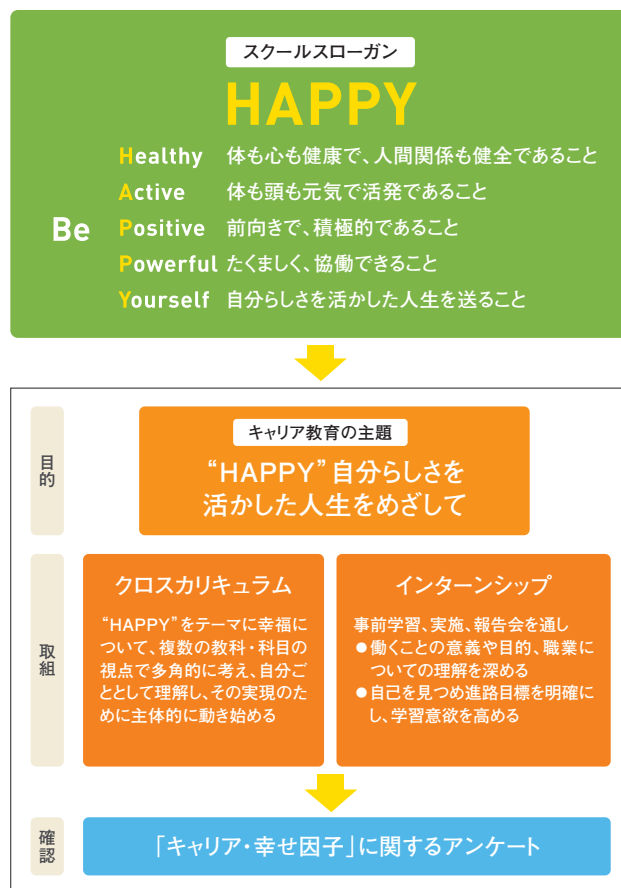 スクールスローガン
HAPPY
Be
Healthy 体も心も健康で、人間関係も健全であること
Active 体も頭も元気で活発であること
Positive 前向きで、積極的であること
Powerful たくましく、協働できること
Yourself 自分らしさを活かした人生を送ること
目的
キャリア教育の主題
“HAPPY”自分らしさを
活かした人生をめざして
取組
クロスカリキュラム
“HAPPY”をテーマに幸福に
ついて、複数の教科・科目の
視点で多角的に考え、自分ご
ととして理解し、その実現のた
めに主体的に動き始める
インターンシップ
事前学習、実施、報告会を通し
●働くことの意義や目的、職業に
ついての理解を深める
●自己を見つめ進路目標を明確に
し、学習意欲を高める
確認
「キャリア・幸せ因子」に関するアンケート